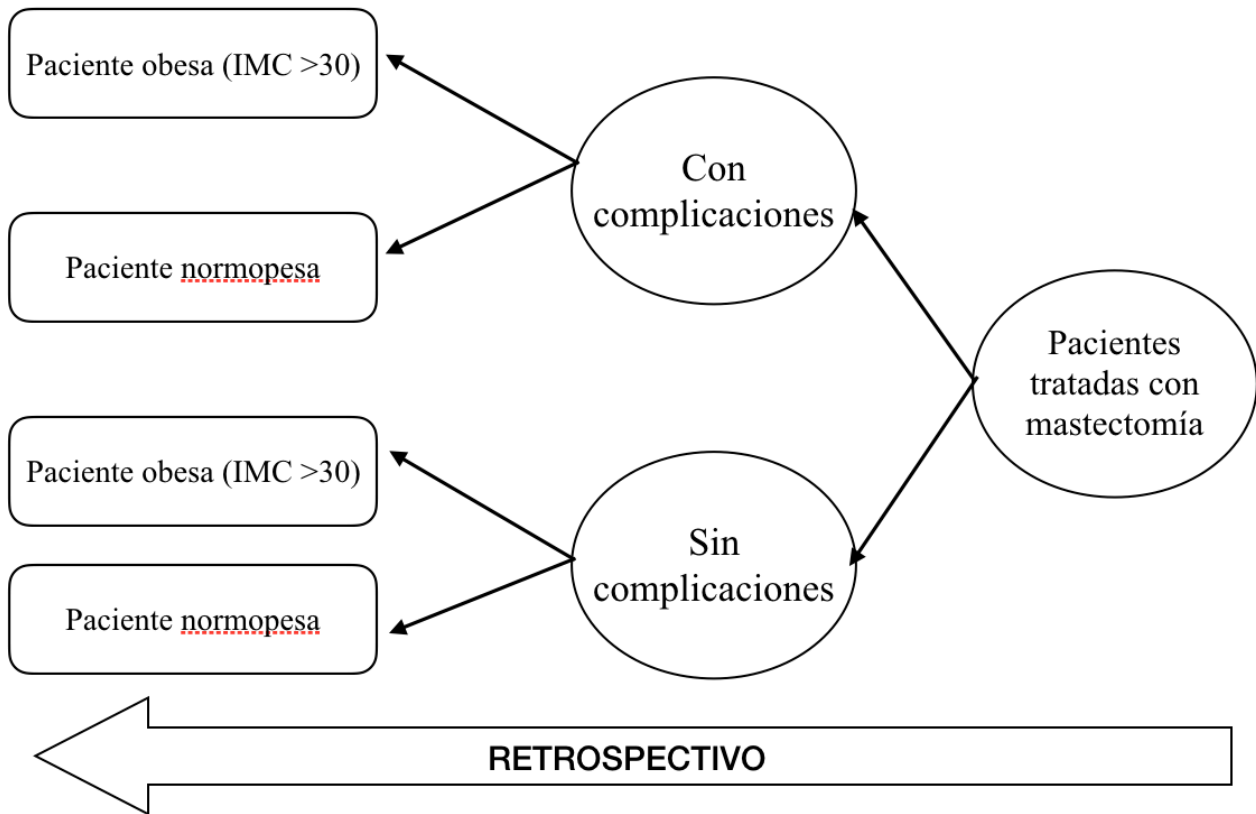 Paciente obesa (IMC >30)
Paciente normopesa
Con
complicaciones
Pacientes
tratadas con
mastectomía
Paciente obesa (IMC >30)
Paciente normopesa
Sin
complicaciones
RETROSPECTIVO